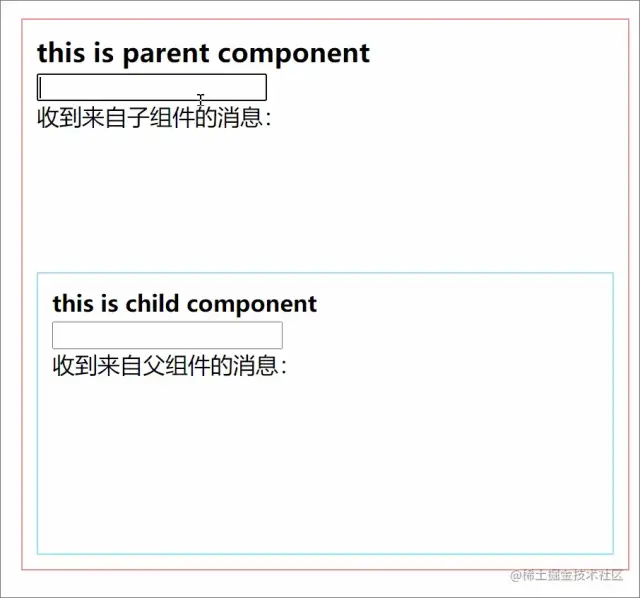 this is parent component
收到来自子组件的消息：
this is child component
收到来自父组件的消息：
@稀土掘金技术社区